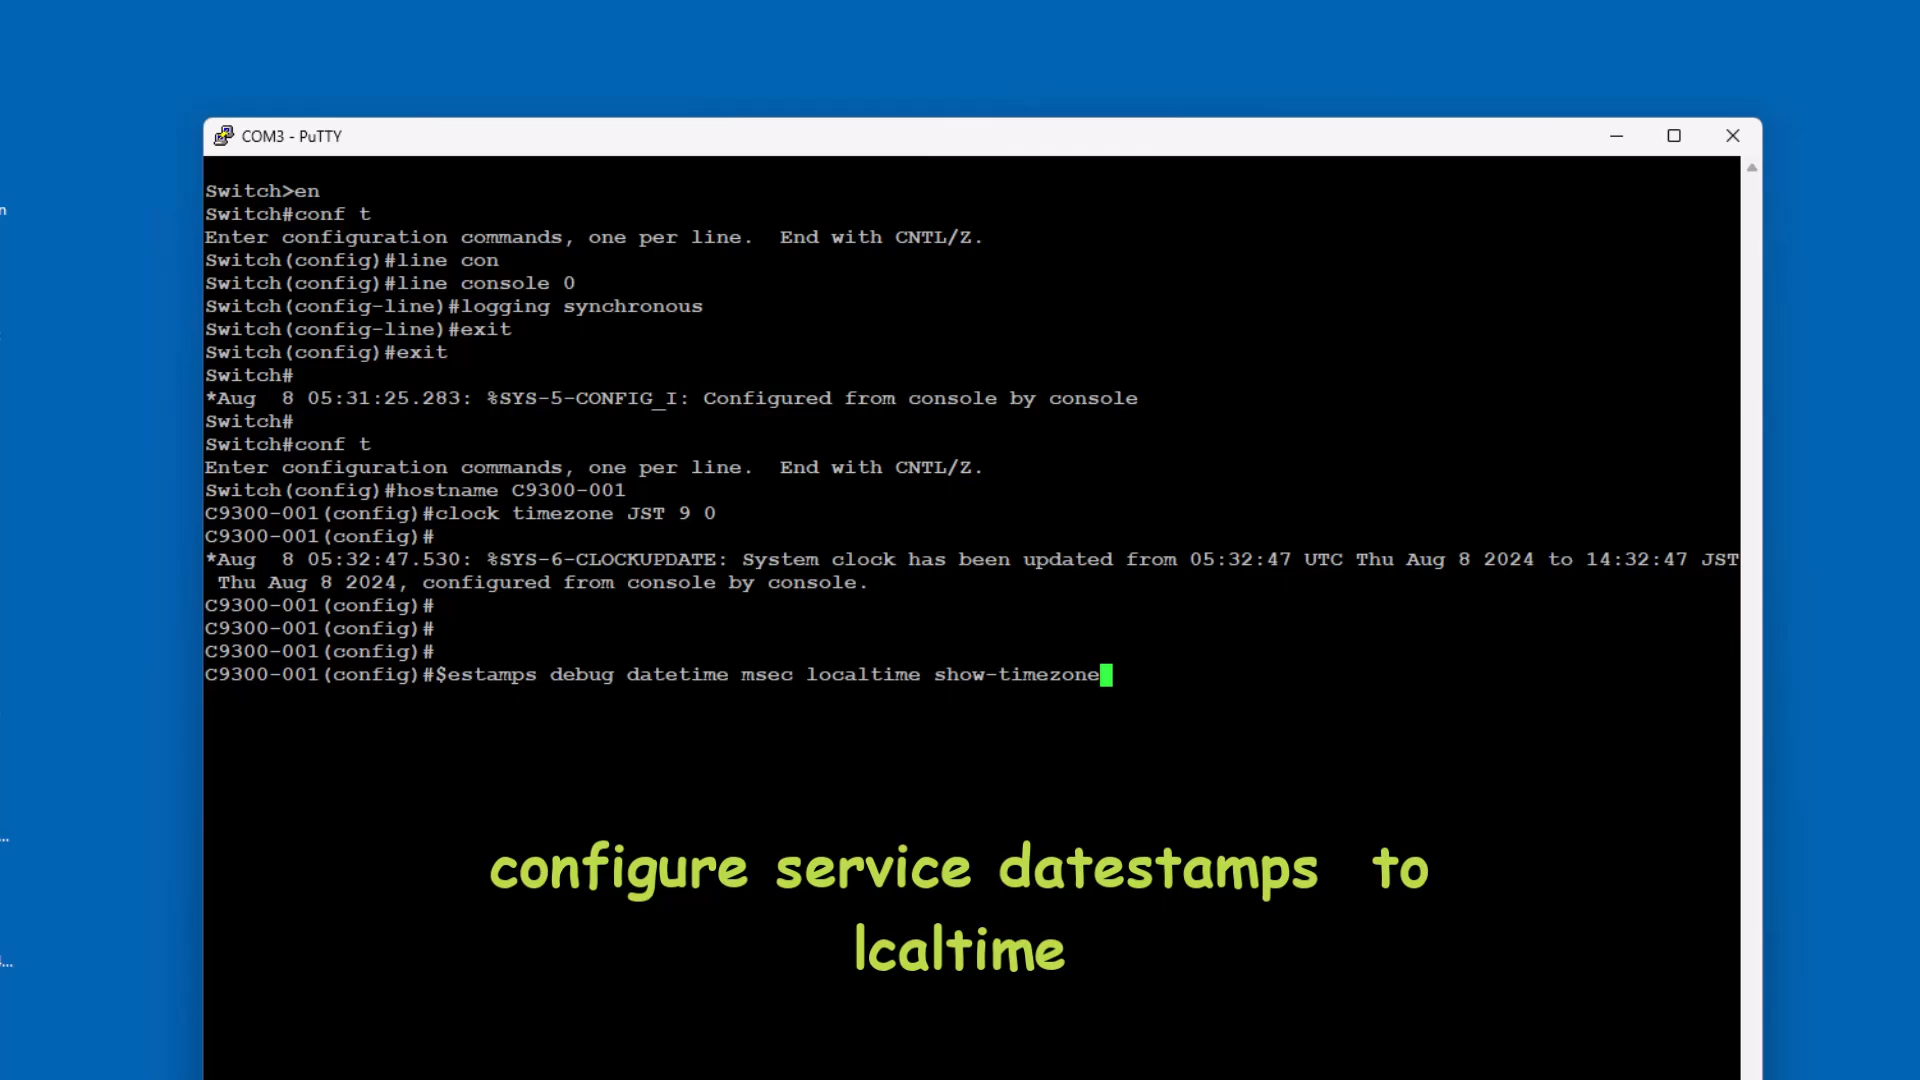 COM3 - PuTTY
Switch>en
Switch#conf t
Enter configuration commands, one per line.  End with CNTL/Z.
Switch(config)#line con
Switch(config)#line console 0
Switch(config-line)#logging synchronous
Switch(config-line)#exit
Switch(config)#exit
Switch#
*Aug  8 05:31:25.283: %SYS-5-CONFIG_I: Configured from console by console
Switch#
Switch#conf t
Enter configuration commands, one per line.  End with CNTL/Z.
Switch(config)#hostname C9300-001
C9300-001(config)#clock timezone JST 9 0
C9300-001(config)#
*Aug  8 05:32:47.530: %SYS-6-CLOCKUPDATE: System clock has been updated from 05:32:47 UTC Thu Aug 8 2024 to 14:32:47 JST
Thu Aug 8 2024, configured from console by console.
C9300-001(config)#
C9300-001(config)#
C9300-001(config)#
C9300-001(config)#$estamps debug datetime msec localtime show-timezone
configure service datestamps  to
lcaltime